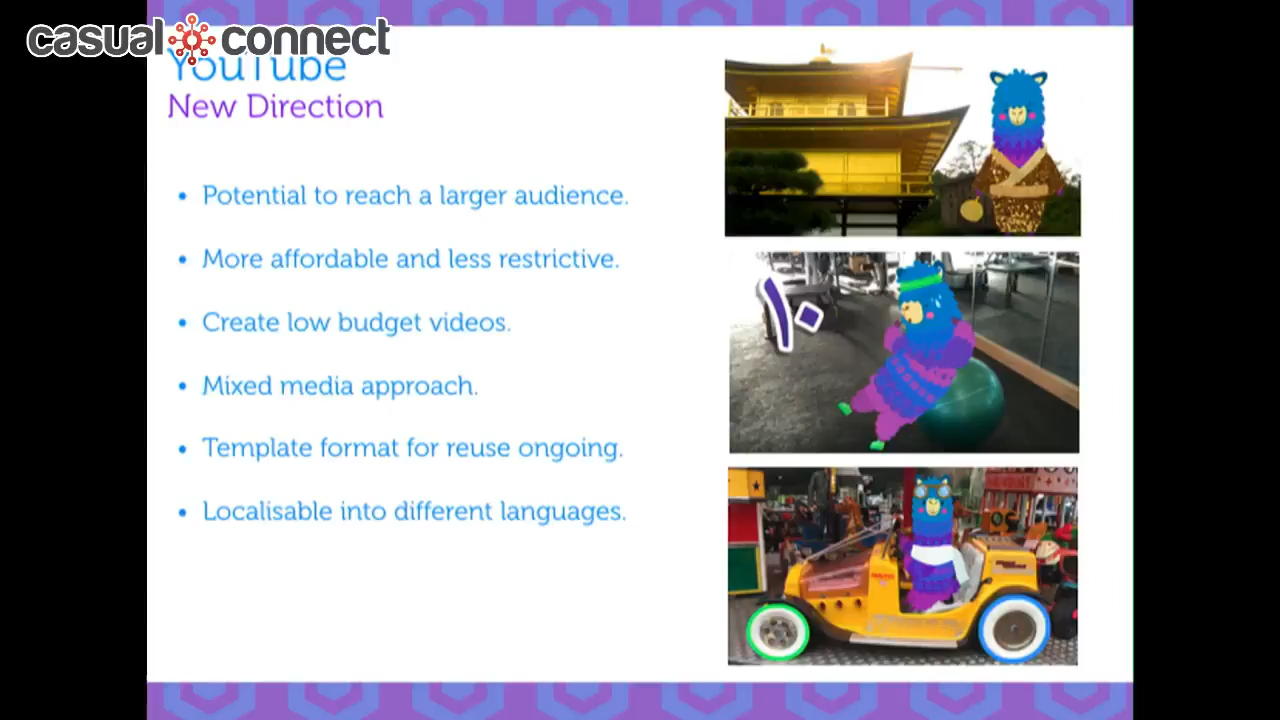 casual connect
YouTube
New Direction
• Potential to reach a larger audience.
• More affordable and less restrictive.
• Create low budget videos.
• Mixed media approach.
• Template format for reuse ongoing.
• Localisable into different languages.
١٠